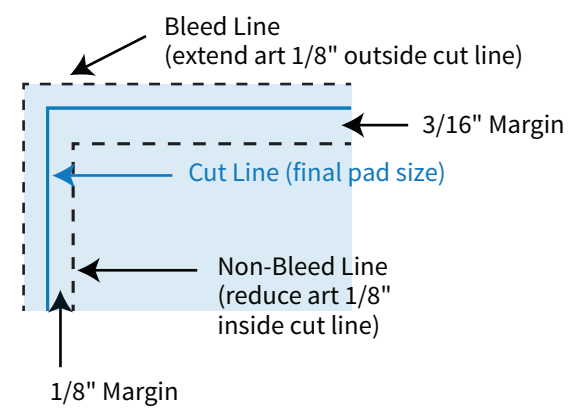 Bleed Line
(extend art 1/8" outside cut line)
3/16" Margin
Cut Line (final pad size)
Non-Bleed Line
(reduce art 1/8"
inside cut line)
1/8" Margin